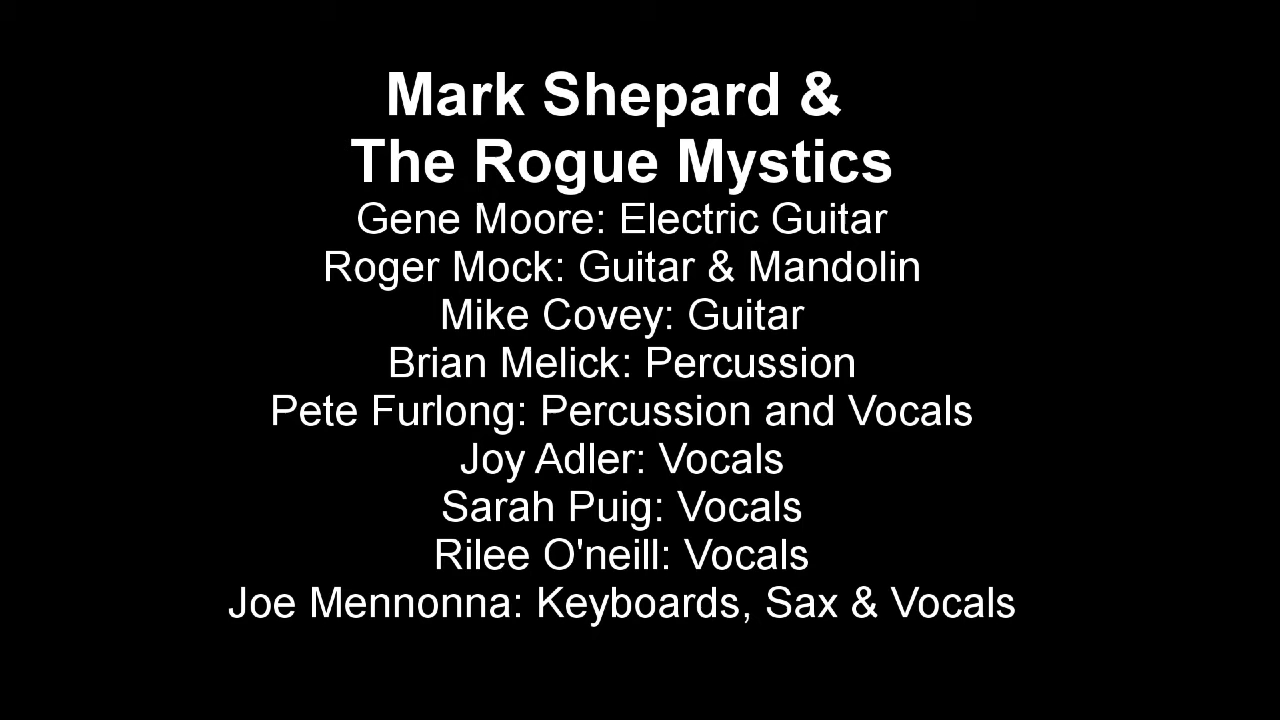 Mark Shepard &
The Rogue Mystics
Gene Moore: Electric Guitar
Roger Mock: Guitar & Mandolin
Mike Covey: Guitar
Brian Melick: Percussion
Pete Furlong: Percussion and Vocals
Joy Adler: Vocals
Sarah Puig: Vocals
Rilee O'neill: Vocals
Joe Mennonna: Keyboards, Sax & Vocals